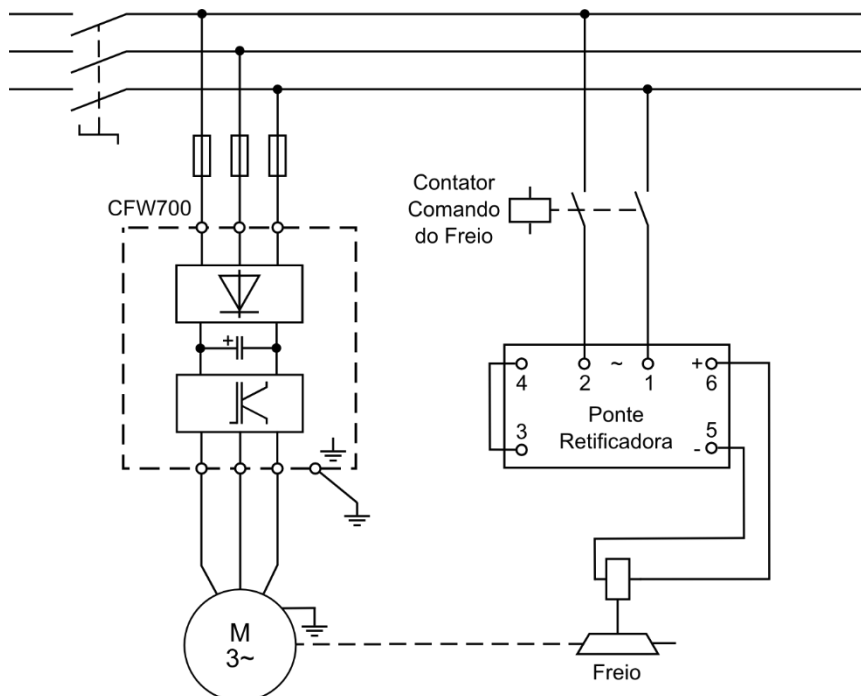 CFW700
+
Contator
Comando
do Freio
4 2 ~ 1 + 6
3 5 -
Ponte
Retificadora
M
3~
Freio